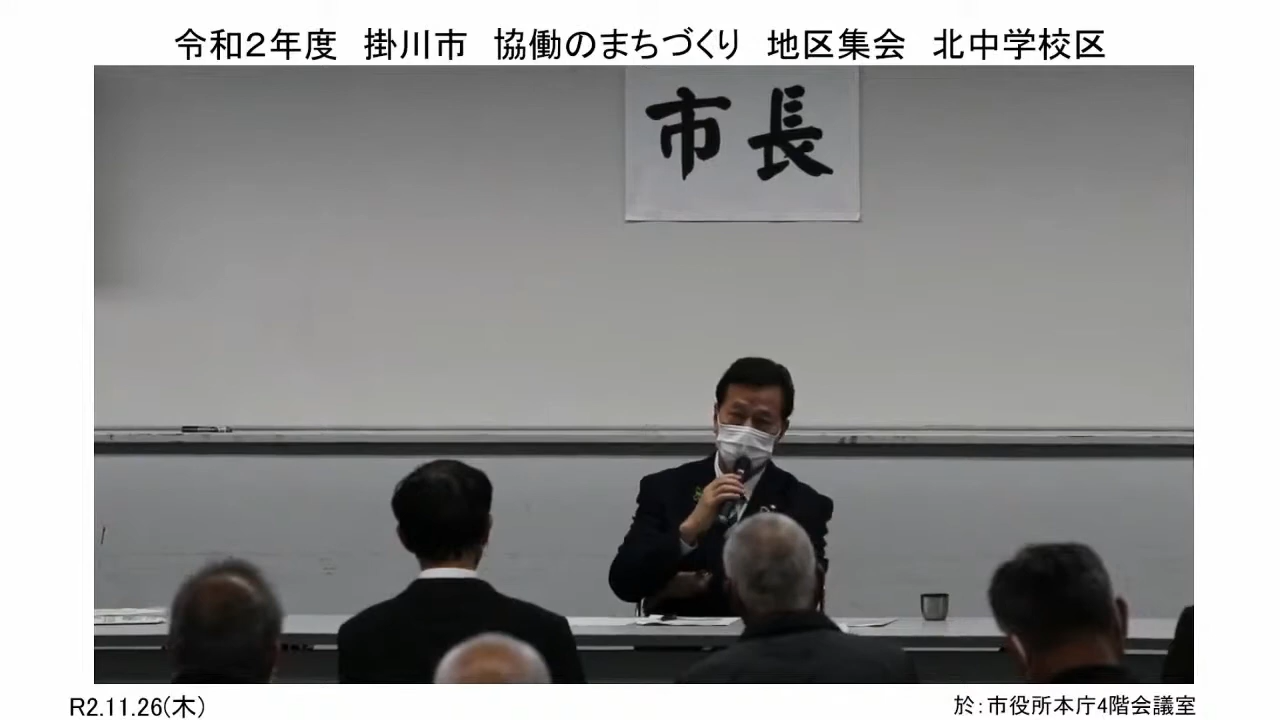 令和２年度　掛川市　協働のまちづくり　地区集会　北中学校区
市長
R2.11.26(木)
於：市役所本庁4階会議室